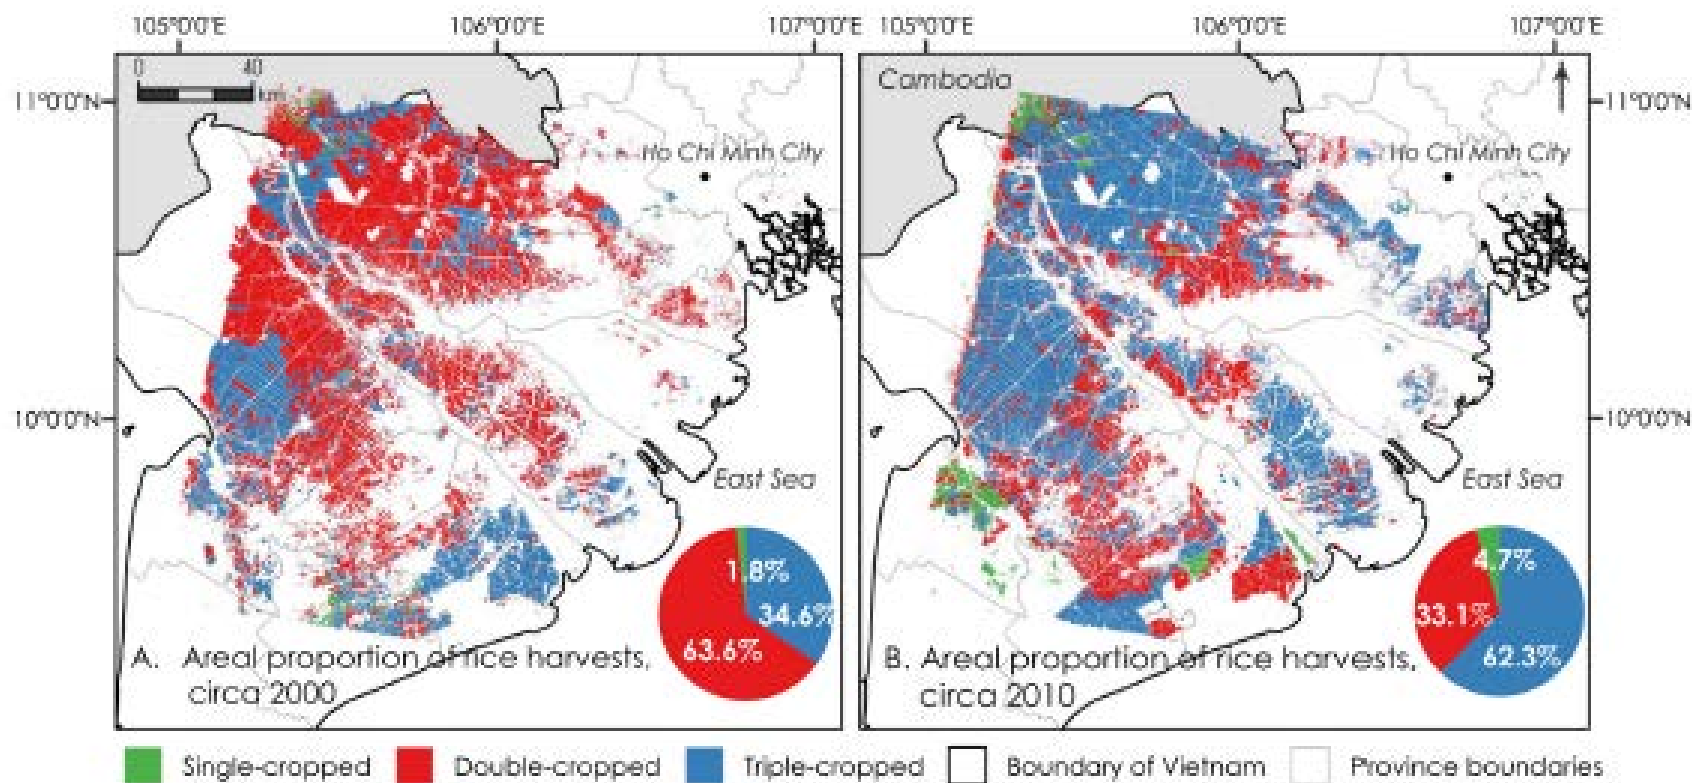 105°0'0"E 106°0'0"E 107°0'0"E 105°0'0"E 106°0'0"E 107°0'0"E
0 40
km
Cambodia
11°0'0"N 11°0'0"N
Ho Chi Minh City Ho Chi Minh City
10°0'0"N 10°0'0"N
East Sea East Sea
1.8% 4.7%
34.6% 33.1%
63.6% 62.3%
A. Areal proportion of rice harvests,
circa 2000
B. Areal proportion of rice harvests,
circa 2010
Single-cropped Double-cropped Triple-cropped Boundary of Vietnam Province boundaries